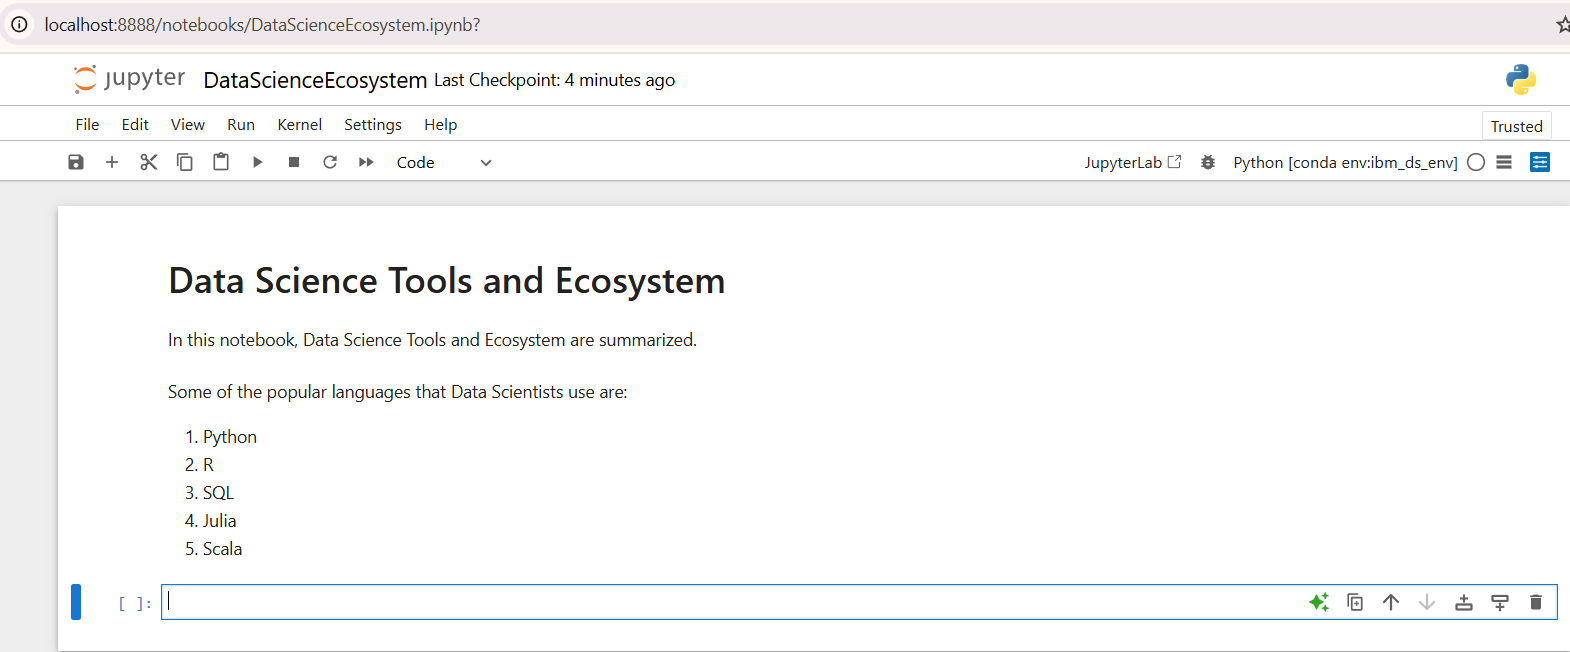 localhost:8888/notebooks/DataScienceEcosystem.ipynb?
jupyter DataScienceEcosystem Last Checkpoint: 4 minutes ago
File Edit View Run Kernel Settings Help Trusted
Code JupyterLab Python [conda env:ibm_ds_env]
Data Science Tools and Ecosystem
In this notebook, Data Science Tools and Ecosystem are summarized.
Some of the popular languages that Data Scientists use are:
1. Python
2. R
3. SQL
4. Julia
5. Scala
[ ]: